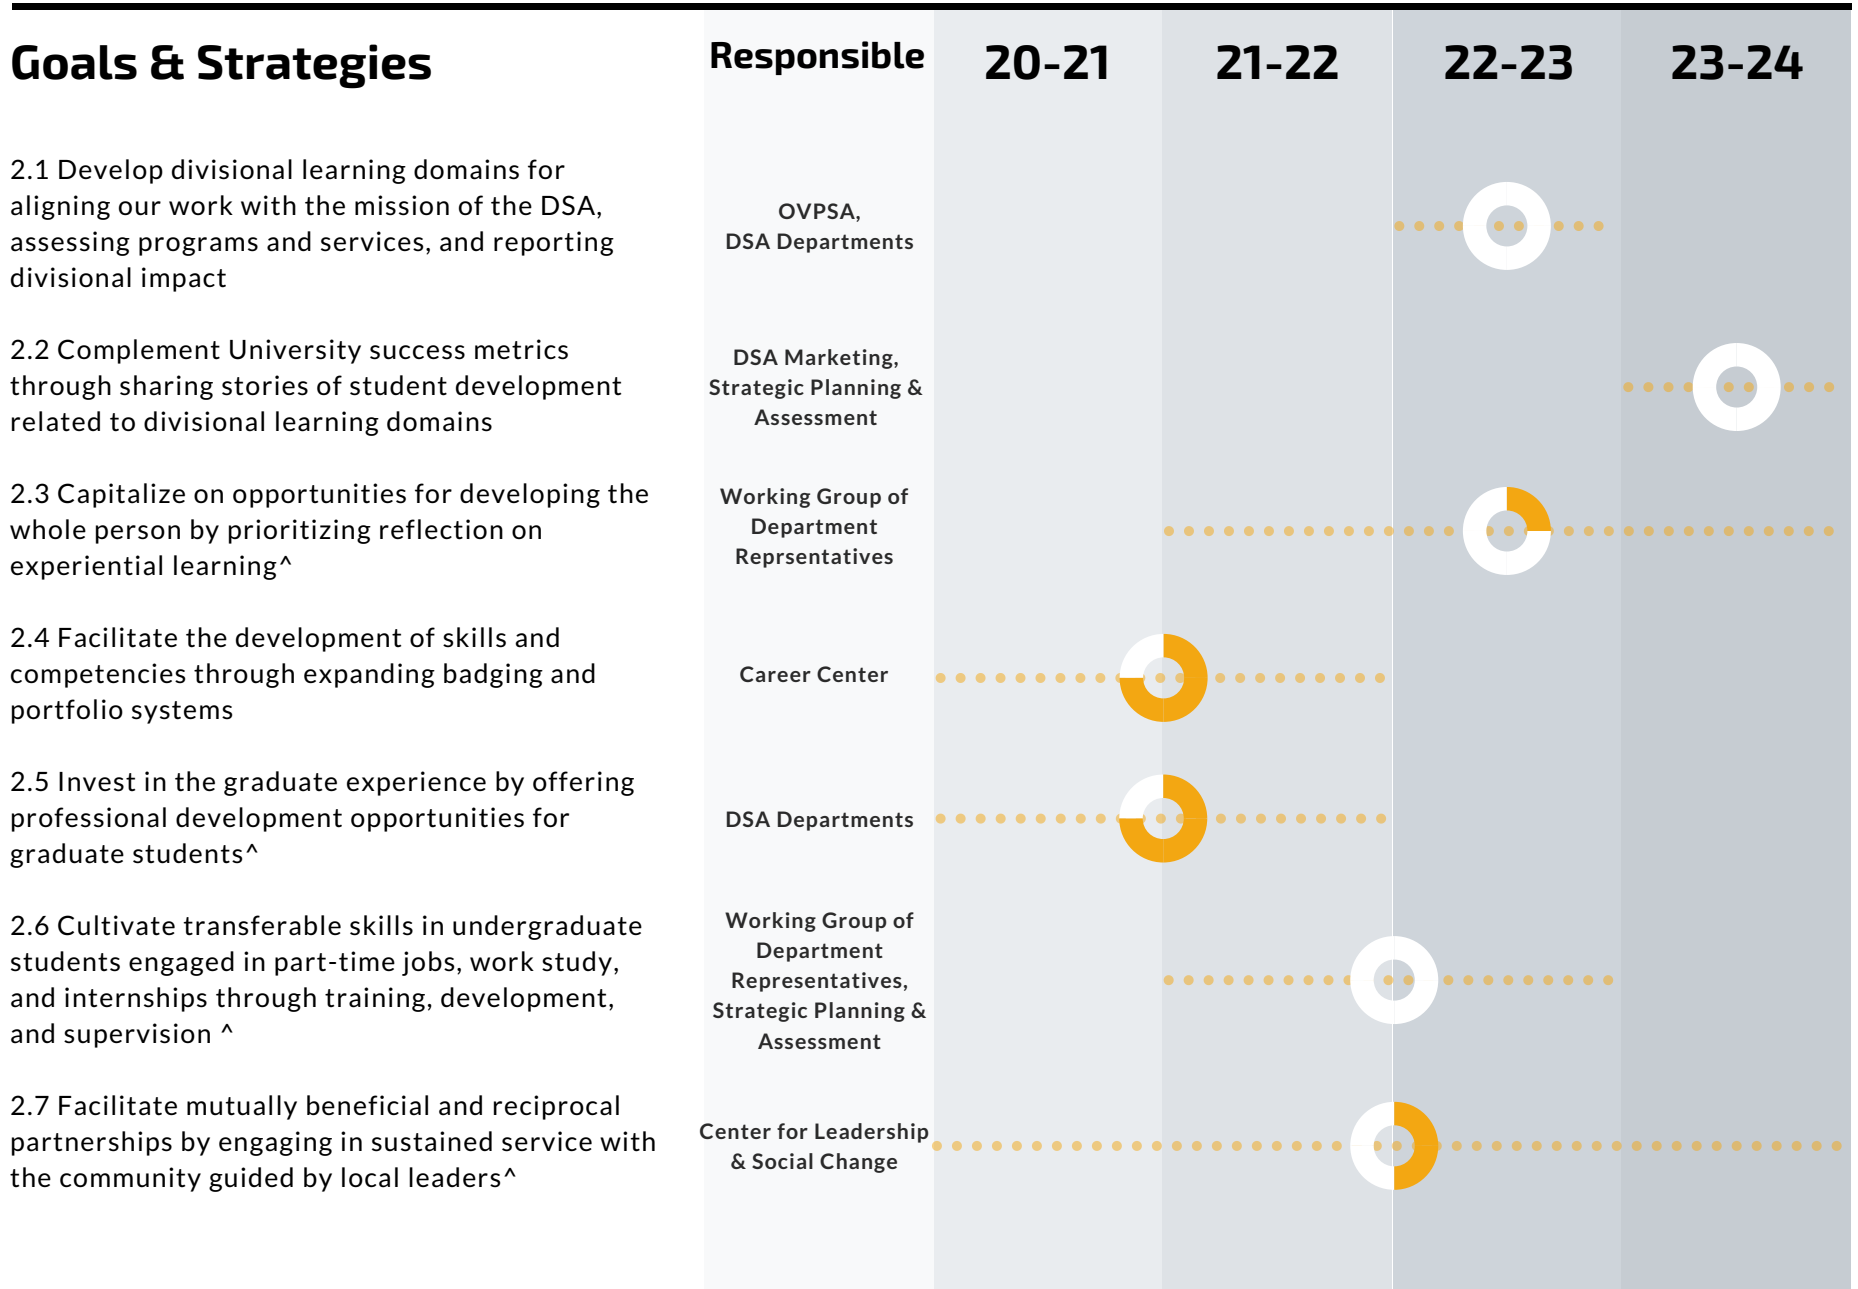 Goals & Strategies
Responsible
20-21
21-22
22-23
23-24
2.1 Develop divisional learning domains for
aligning our work with the mission of the DSA,
assessing programs and services, and reporting
divisional impact
OVPSA,
DSA Departments
2.2 Complement University success metrics
through sharing stories of student development
related to divisional learning domains
DSA Marketing,
Strategic Planning &
Assessment
2.3 Capitalize on opportunities for developing the
whole person by prioritizing reflection on
experiential learning^
Working Group of
Department
Reprsentatives
2.4 Facilitate the development of skills and
competencies through expanding badging and
portfolio systems
Career Center
2.5 Invest in the graduate experience by offering
professional development opportunities for
graduate students^
DSA Departments
2.6 Cultivate transferable skills in undergraduate
students engaged in part-time jobs, work study,
and internships through training, development,
and supervision ^
Working Group of
Department
Representatives,
Strategic Planning &
Assessment
2.7 Facilitate mutually beneficial and reciprocal
partnerships by engaging in sustained service with
the community guided by local leaders^
Center for Leadership
& Social Change